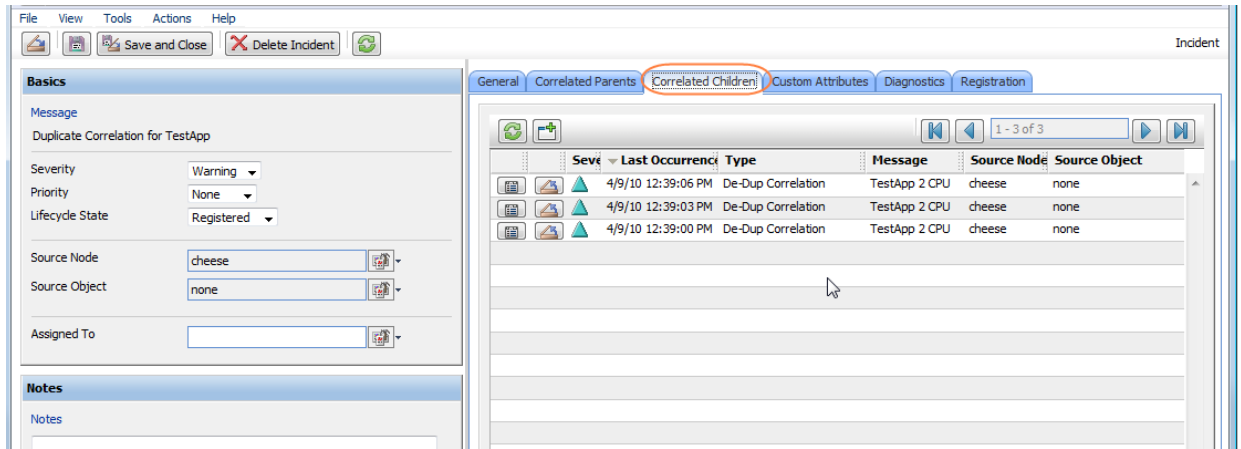 File View Tools Actions Help
Save and Close Delete Incident Incident
Basics
Message
Duplicate Correlation for TestApp
Severity Warning
Priority None
Lifecycle State Registered
Source Node cheese
Source Object none
Assigned To
Notes
Notes
General Correlated Parents Correlated Children Custom Attributes Diagnostics Registration
1 - 3 of 3
Seve Last Occurrence Type Message Source Node Source Object
4/9/10 12:39:06 PM De-Dup Correlation TestApp 2 CPU cheese none
4/9/10 12:39:03 PM De-Dup Correlation TestApp 2 CPU cheese none
4/9/10 12:39:00 PM De-Dup Correlation TestApp 2 CPU cheese none